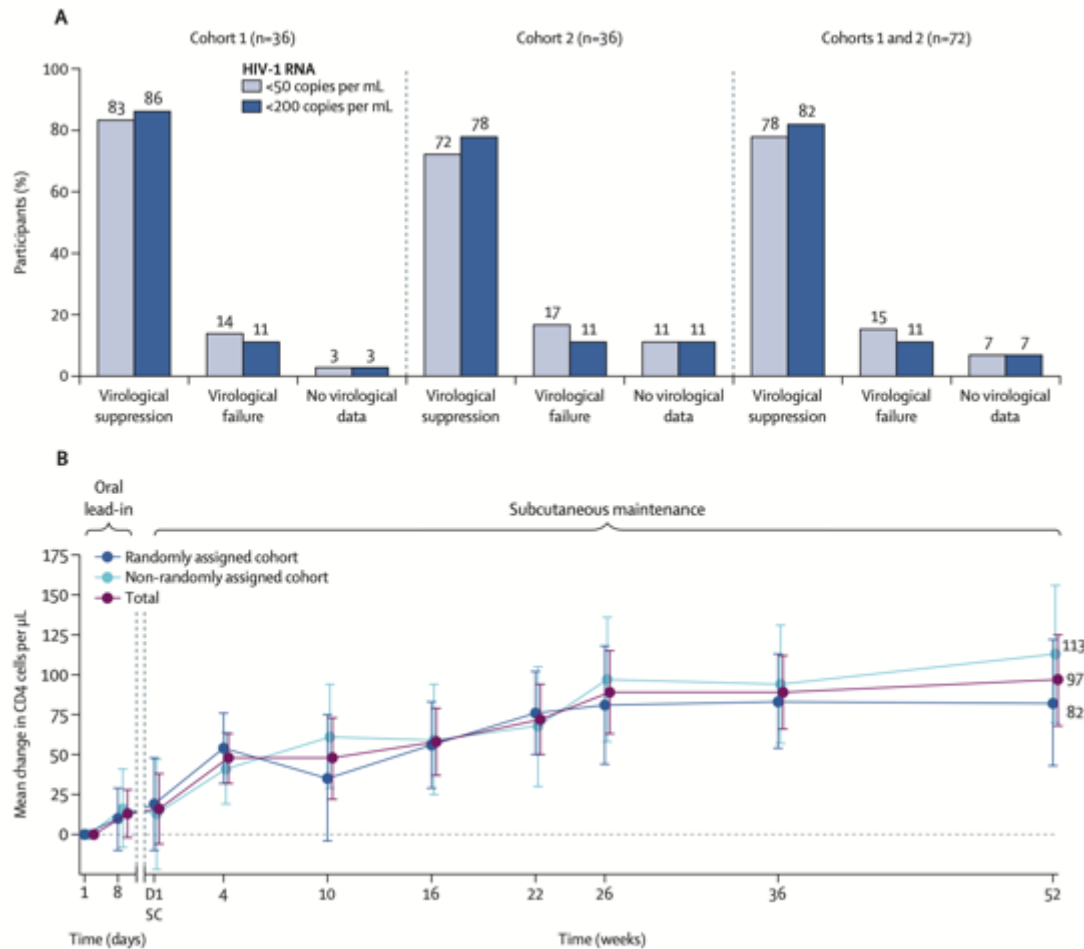 A
Cohort 1 (n=36)
Cohort 2 (n=36)
Cohorts 1 and 2 (n=72)
HIV-1 RNA
<50 copies per mL
<200 copies per mL
Participants (%)
100
80
60
40
20
0
83
86
14
11
3
3
72
78
17
11
11
11
78
82
15
11
7
7
Virological
suppression
Virological
failure
No virological
data
Virological
suppression
Virological
failure
No virological
data
Virological
suppression
Virological
failure
No virological
data
B
Oral
lead-in
Subcutaneous maintenance
Randomly assigned cohort
Non-randomly assigned cohort
Total
Mean change in CD4 cells per µL
175
150
125
100
75
50
25
0
113
97
82
1
8
D1
SC
4
10
16
22
26
36
52
Time (days)
Time (weeks)